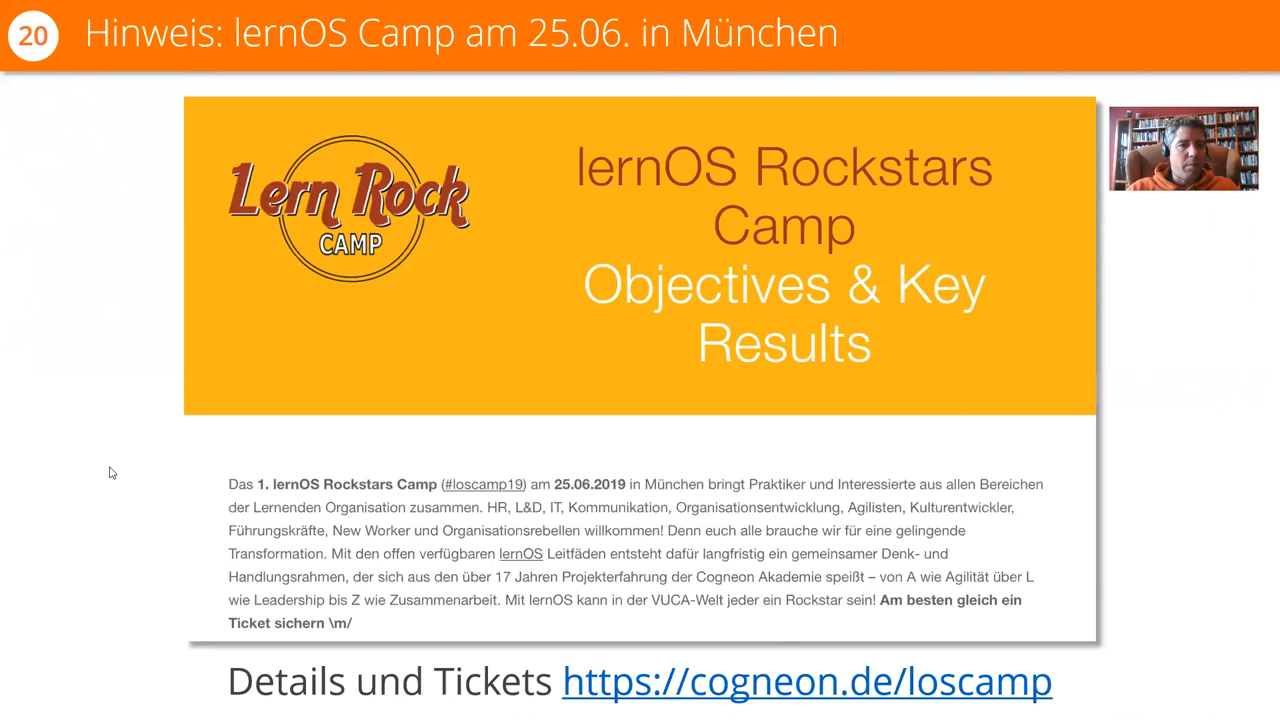 20
Hinweis: lernOS Camp am 25.06. in München
Lern Rock
CAMP
lernOS Rockstars
Camp
Objectives & Key
Results
Das 1. lernOS Rockstars Camp (#loscamp19) am 25.06.2019 in München bringt Praktiker und Interessierte aus allen Bereichen
der Lernenden Organisation zusammen. HR, L&D, IT, Kommunikation, Organisationsentwicklung, Agilisten, Kulturentwickler,
Führungskräfte, New Worker und Organisationsrebellen willkommen! Denn euch alle brauche wir für eine gelingende
Transformation. Mit den offen verfügbaren lernOS Leitfäden entsteht dafür langfristig ein gemeinsamer Denk- und
Handlungsrahmen, der sich aus den über 17 Jahren Projekterfahrung der Cogneon Akademie speißt – von A wie Agilität über L
wie Leadership bis Z wie Zusammenarbeit. Mit lernOS kann in der VUCA-Welt jeder ein Rockstar sein! Am besten gleich ein
Ticket sichern \m/
Details und Tickets https://cogneon.de/loscamp